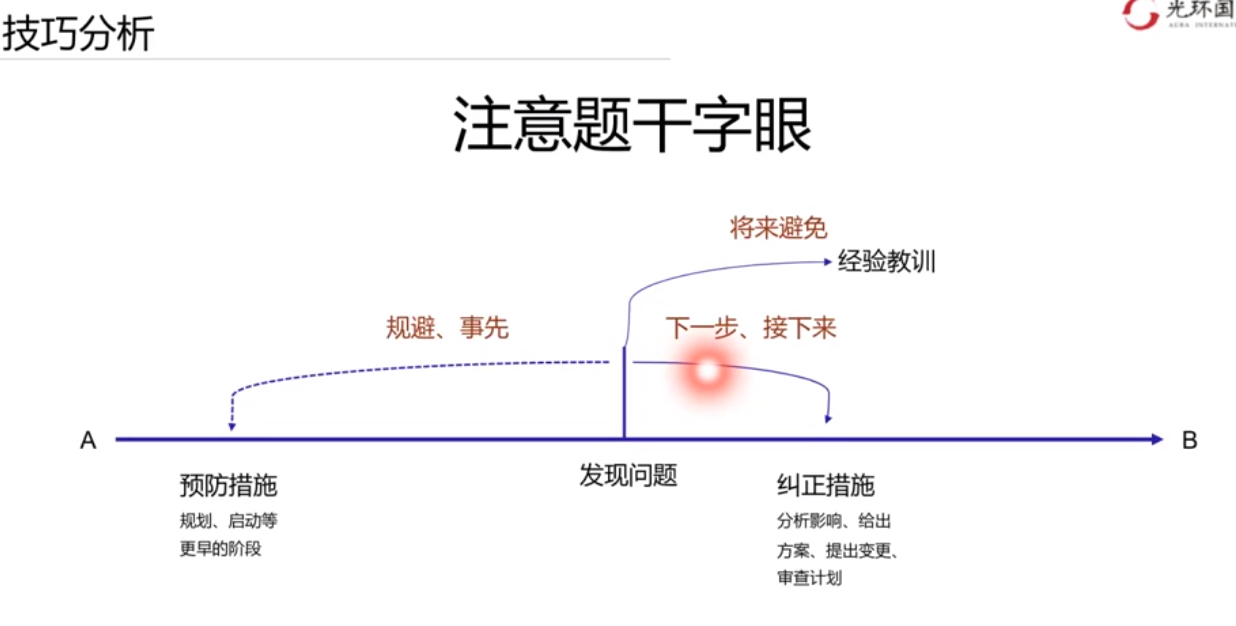 技巧分析
光环国
AURA INTERNATI
注意题干字眼
将来避免
经验教训
规避、事先
下一步、接下来
A
B
发现问题
预防措施
规划、启动等
更早的阶段
纠正措施
分析影响、给出
方案、提出变更、
审查计划